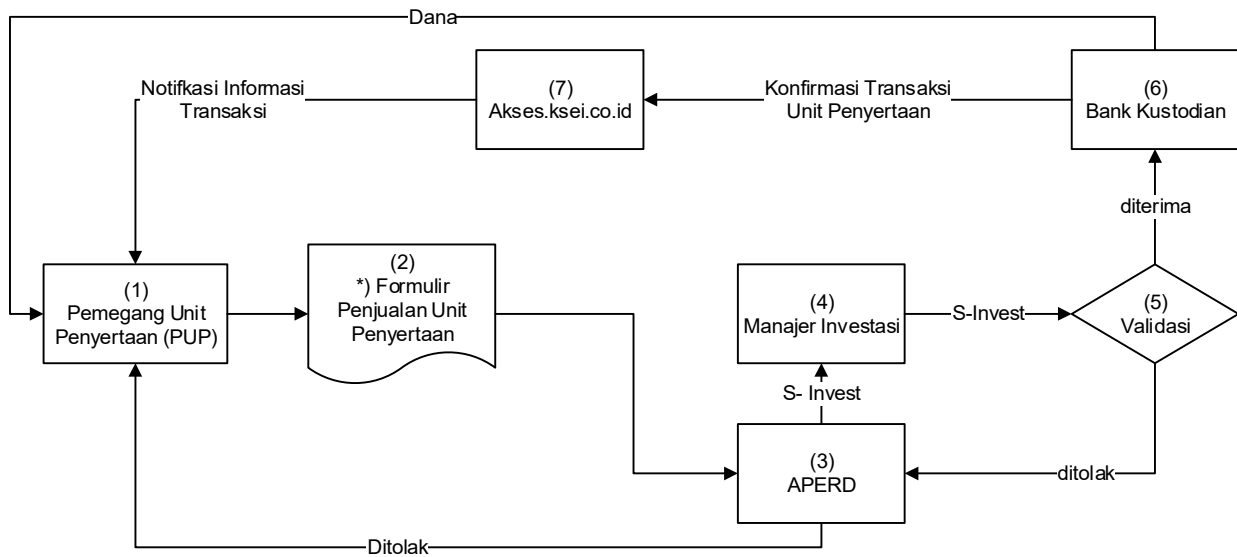 Dana
Notifkasi Informasi
Transaksi
(7)
Akses.ksei.co.id
Konfirmasi Transaksi
Unit Penyertaan
(6)
Bank Kustodian
diterima
(1)
Pemegang Unit
Penyertaan (PUP)
(2)
*) Formulir
Penjualan Unit
Penyertaan
(4)
Manajer Investasi
S-Invest
(5)
Validasi
S- Invest
(3)
APERD
ditolak
Ditolak